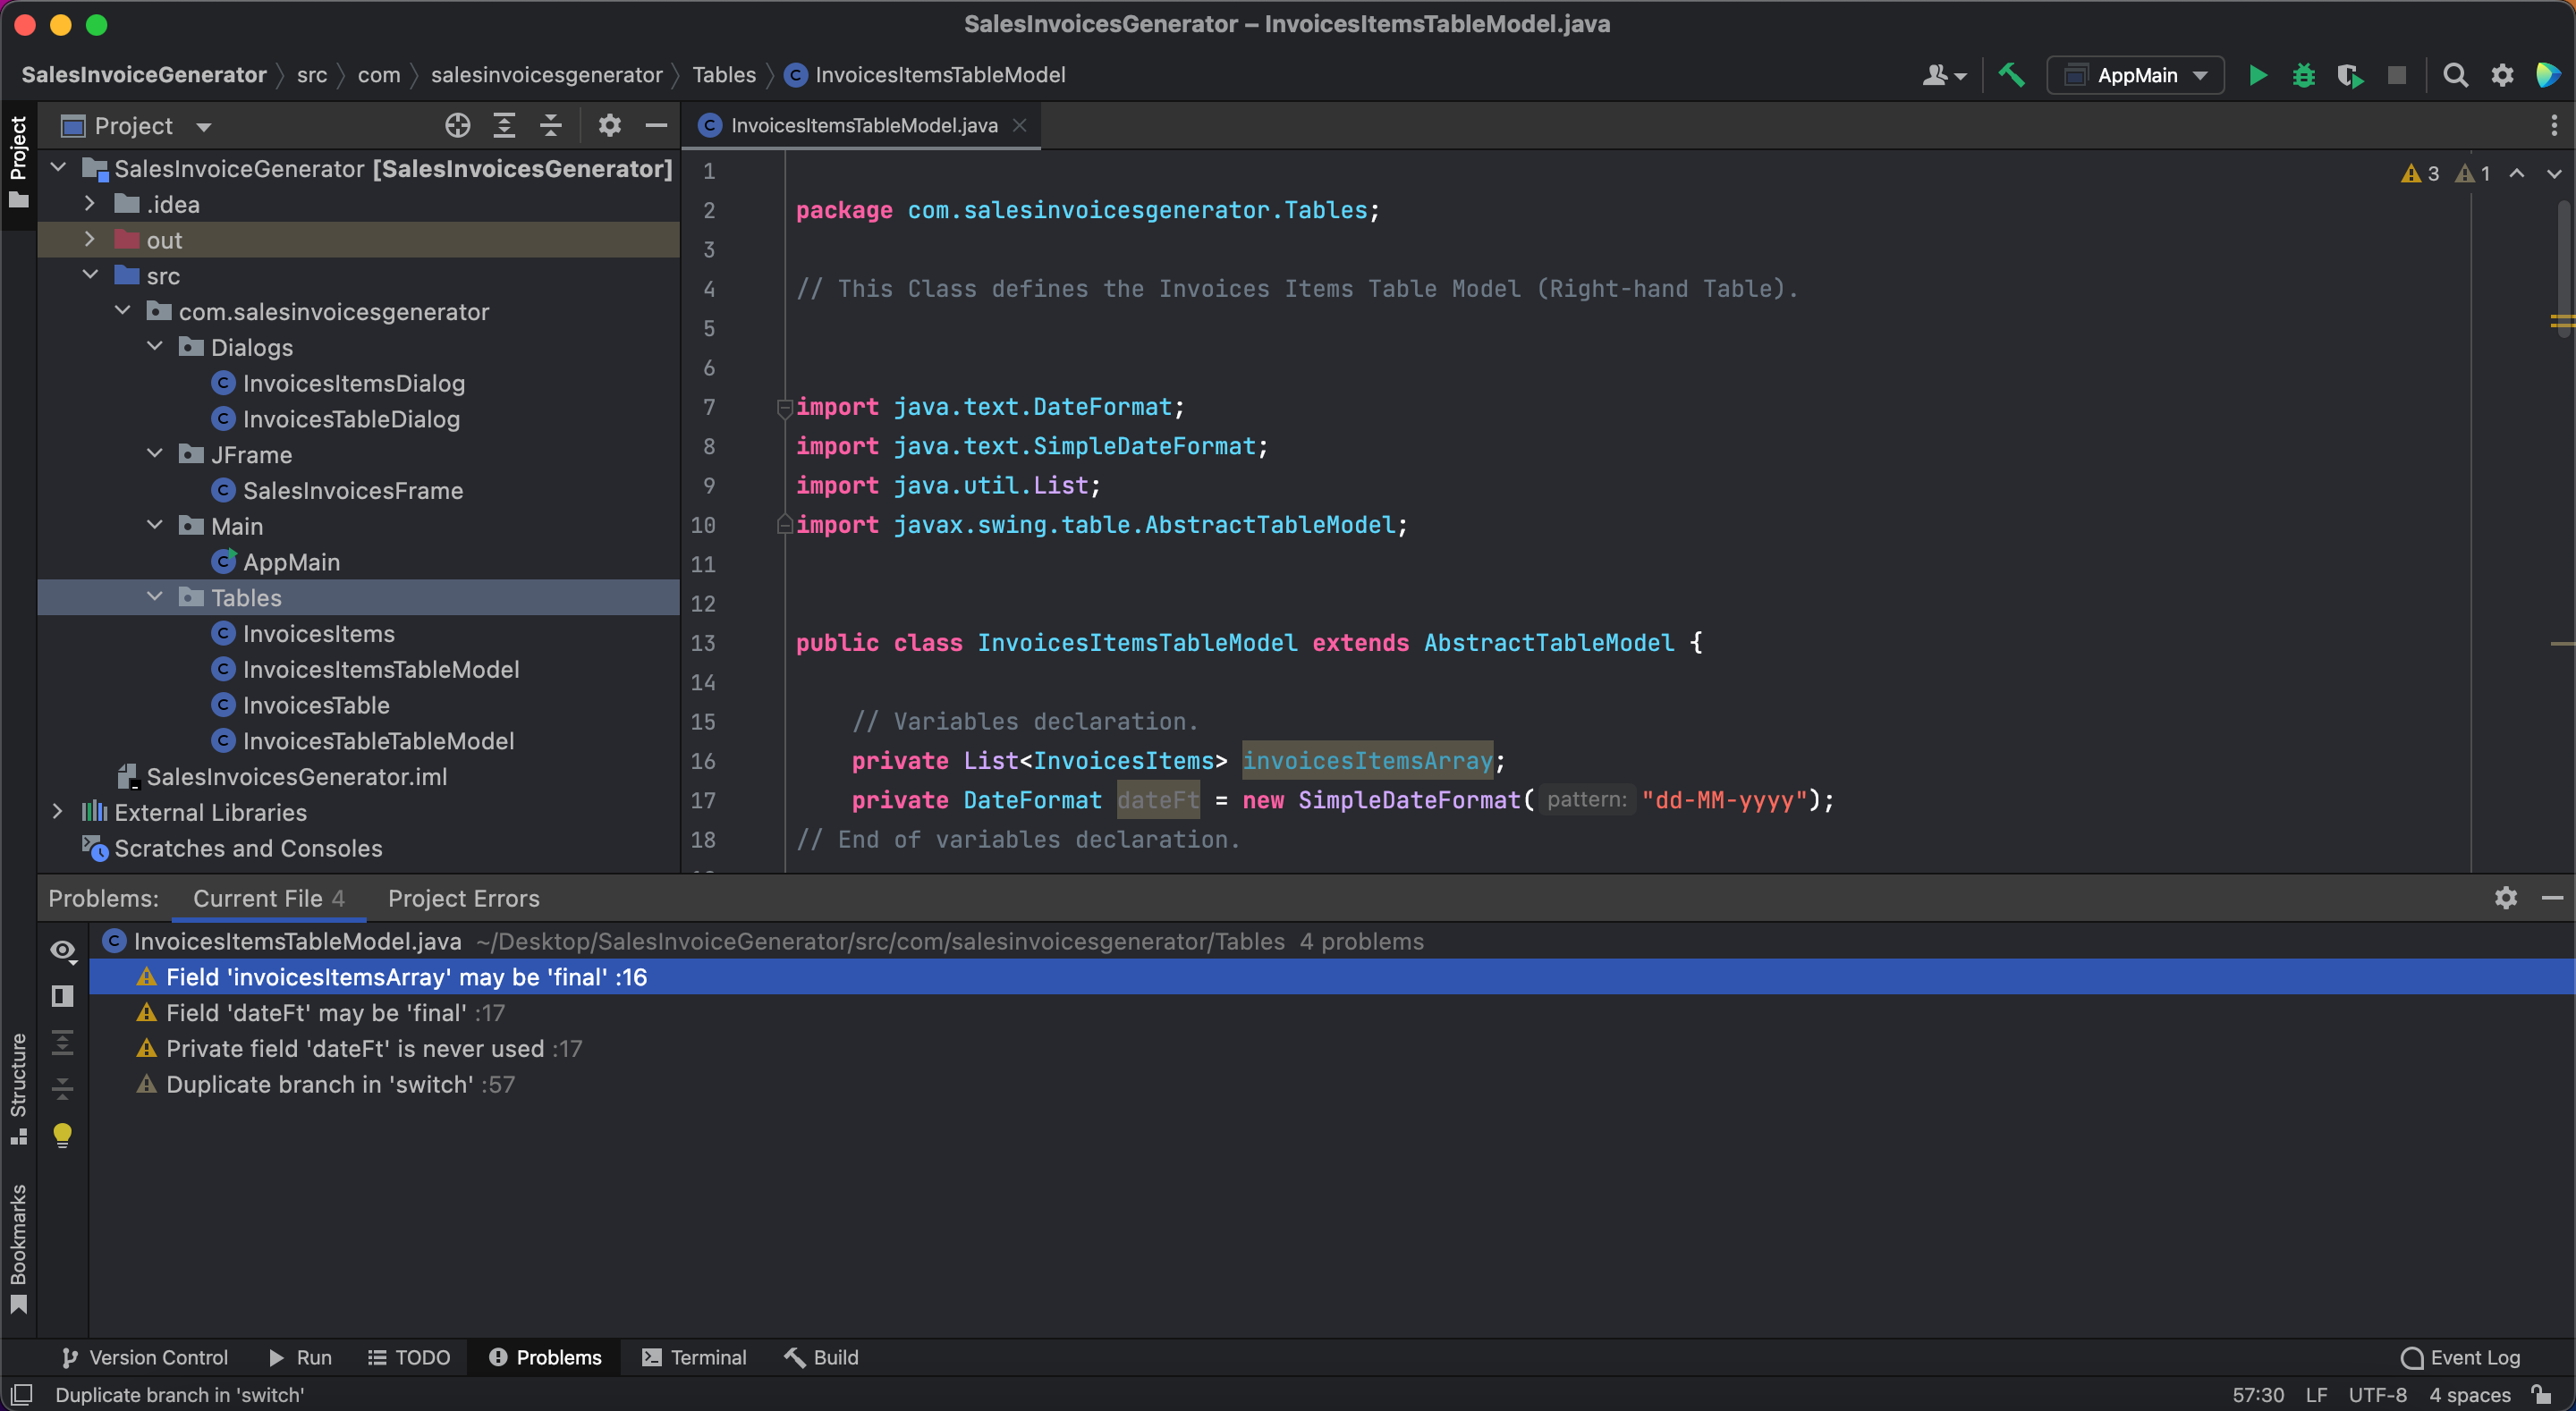 SalesInvoicesGenerator – InvoicesItemsTableModel.java
SalesInvoiceGenerator src com salesinvoicesgenerator Tables InvoicesItemsTableModel
AppMain
Project
Project
SalesInvoiceGenerator [SalesInvoicesGenerator]
.idea
out
src
com.salesinvoicesgenerator
Dialogs
InvoicesItemsDialog
InvoicesTableDialog
JFrame
SalesInvoicesFrame
Main
AppMain
Tables
InvoicesItems
InvoicesItemsTableModel
InvoicesTable
InvoicesTableTableModel
SalesInvoicesGenerator.iml
External Libraries
Scratches and Consoles
InvoicesItemsTableModel.java
3 1
1
2 package com.salesinvoicesgenerator.Tables;
3
4 // This Class defines the Invoices Items Table Model (Right-hand Table).
5
6
7 import java.text.DateFormat;
8 import java.text.SimpleDateFormat;
9 import java.util.List;
10 import javax.swing.table.AbstractTableModel;
11
12
13 public class InvoicesItemsTableModel extends AbstractTableModel {
14
15 // Variables declaration.
16 private List<InvoicesItems> invoicesItemsArray;
17 private DateFormat dateFt = new SimpleDateFormat( pattern: "dd-MM-yyyy");
18 // End of variables declaration.
Problems: Current File 4 Project Errors
InvoicesItemsTableModel.java ~/Desktop/SalesInvoiceGenerator/src/com/salesinvoicesgenerator/Tables 4 problems
Field 'invoicesItemsArray' may be 'final' :16
Field 'dateFt' may be 'final' :17
Private field 'dateFt' is never used :17
Duplicate branch in 'switch' :57
Structure
Bookmarks
Version Control Run TODO Problems Terminal Build Event Log
Duplicate branch in 'switch' 57:30 LF UTF-8 4 spaces